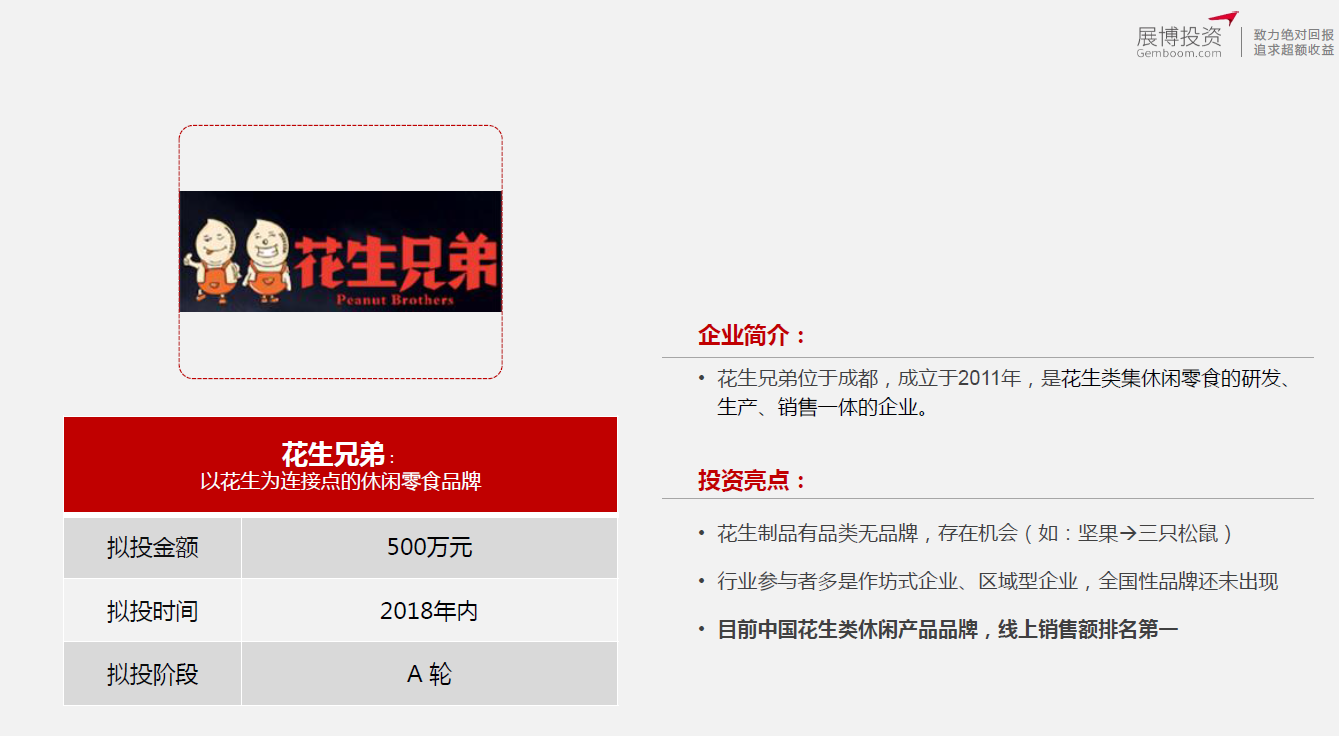 展博投资
Gemboom.com
致力绝对回报
追求超额收益
花生兄弟
Peanut Brothers
花生兄弟：
以花生为连接点的休闲零食品牌
拟投金额 500万元
拟投时间 2018年内
拟投阶段 A 轮
企业简介：
• 花生兄弟位于成都，成立于2011年，是花生类集休闲零食的研发、
生产、销售一体的企业。
投资亮点：
• 花生制品有品类无品牌，存在机会（如：坚果→三只松鼠）
• 行业参与者多是作坊式企业、区域型企业，全国性品牌还未出现
• 目前中国花生类休闲产品品牌，线上销售额排名第一